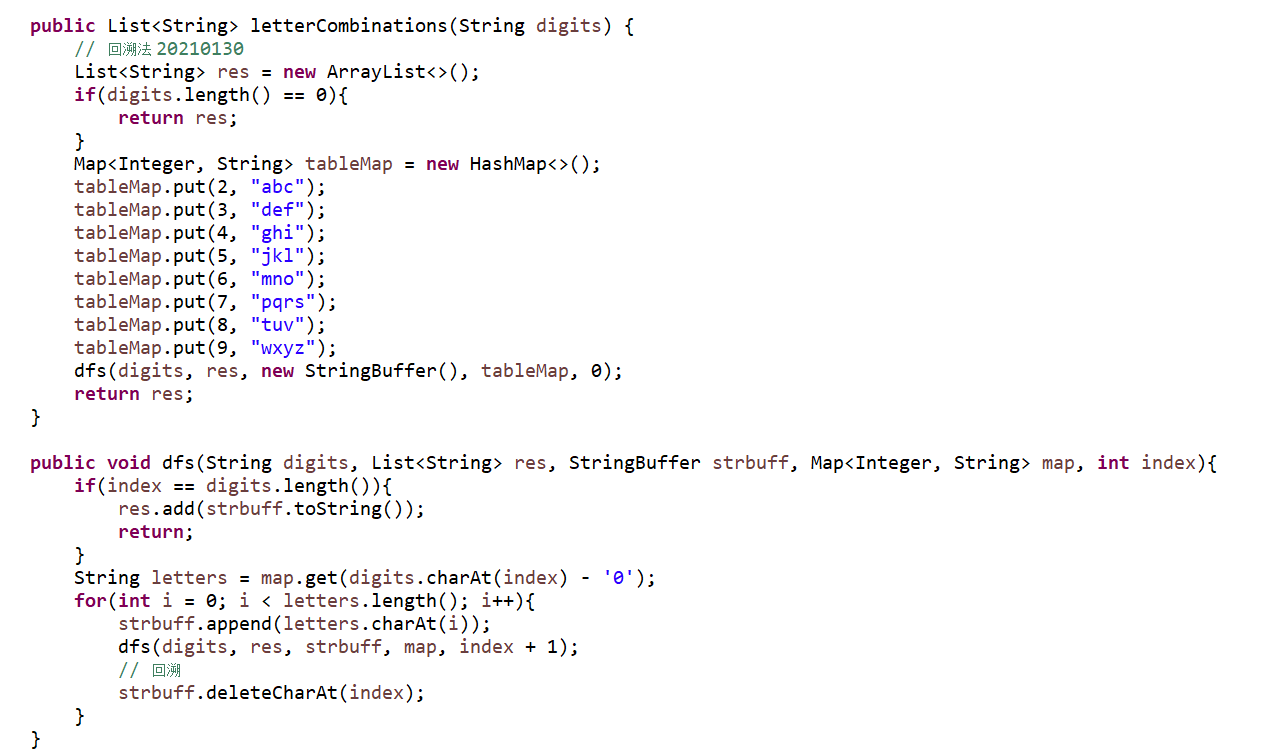 public List<String> letterCombinations(String digits) {
    // 回溯法 20210130
    List<String> res = new ArrayList<>();
    if(digits.length() == 0){
        return res;
    }
    Map<Integer, String> tableMap = new HashMap<>();
    tableMap.put(2, "abc");
    tableMap.put(3, "def");
    tableMap.put(4, "ghi");
    tableMap.put(5, "jkl");
    tableMap.put(6, "mno");
    tableMap.put(7, "pqrs");
    tableMap.put(8, "tuv");
    tableMap.put(9, "wxyz");
    dfs(digits, res, new StringBuffer(), tableMap, 0);
    return res;
}
public void dfs(String digits, List<String> res, StringBuffer strbuff, Map<Integer, String> map, int index){
    if(index == digits.length()){
        res.add(strbuff.toString());
        return;
    }
    String letters = map.get(digits.charAt(index) - '0');
    for(int i = 0; i < letters.length(); i++){
        strbuff.append(letters.charAt(i));
        dfs(digits, res, strbuff, map, index + 1);
        // 回溯
        strbuff.deleteCharAt(index);
    }
}